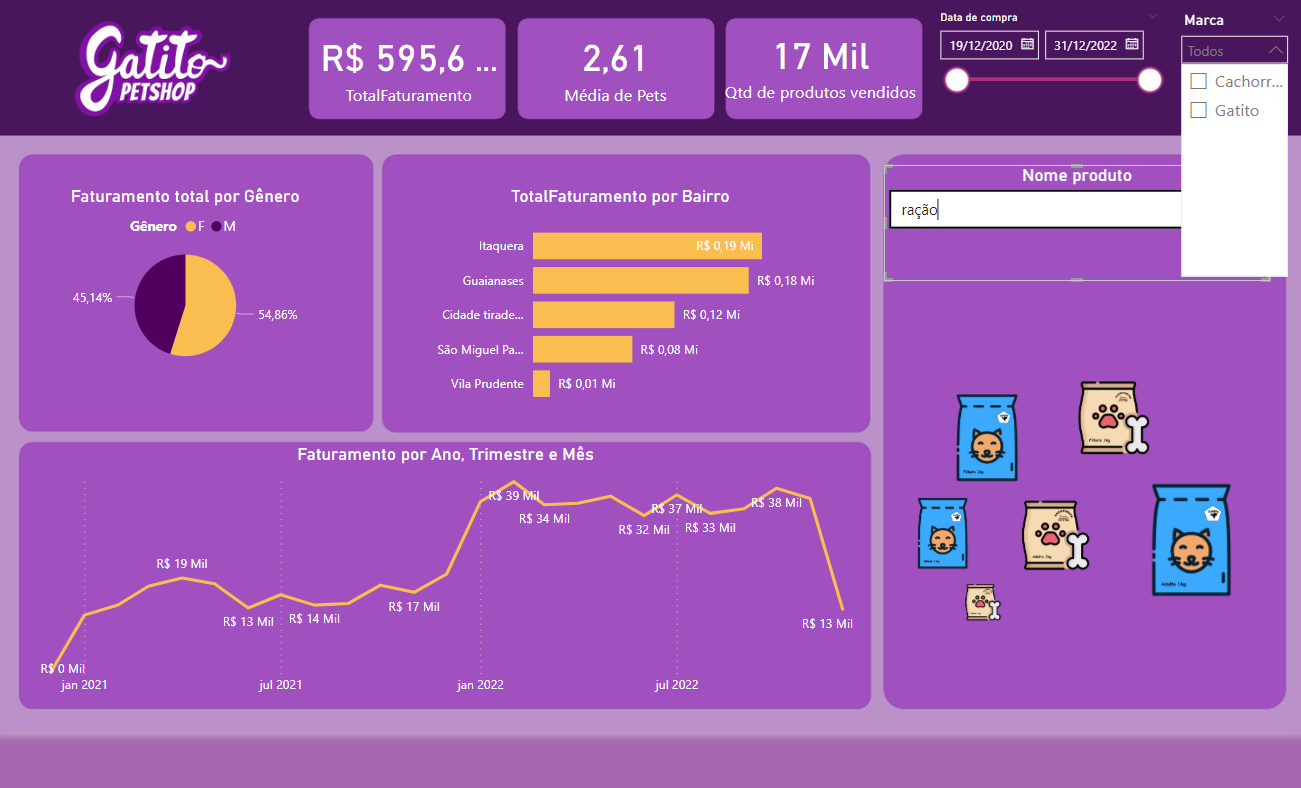 Gatito
PETSHOP
R$ 595,6 ...
TotalFaturamento
2,61
Média de Pets
17 Mil
Qtd de produtos vendidos
Data de compra
19/12/2020
31/12/2022
Marca
Todos
Cachorr...
Gatito
Faturamento total por Gênero
Gênero F M
45,14%
54,86%
TotalFaturamento por Bairro
Itaquera R$ 0,19 Mi
Guaianases R$ 0,18 Mi
Cidade tirade... R$ 0,12 Mi
São Miguel Pa... R$ 0,08 Mi
Vila Prudente R$ 0,01 Mi
Nome produto
ração
Faturamento por Ano, Trimestre e Mês
R$ 0 Mil
R$ 19 Mil
R$ 13 Mil
R$ 14 Mil
R$ 17 Mil
R$ 39 Mil
R$ 34 Mil
R$ 32 Mil
R$ 37 Mil
R$ 33 Mil
R$ 38 Mil
R$ 13 Mil
jan 2021
jul 2021
jan 2022
jul 2022
Adulto 1kg